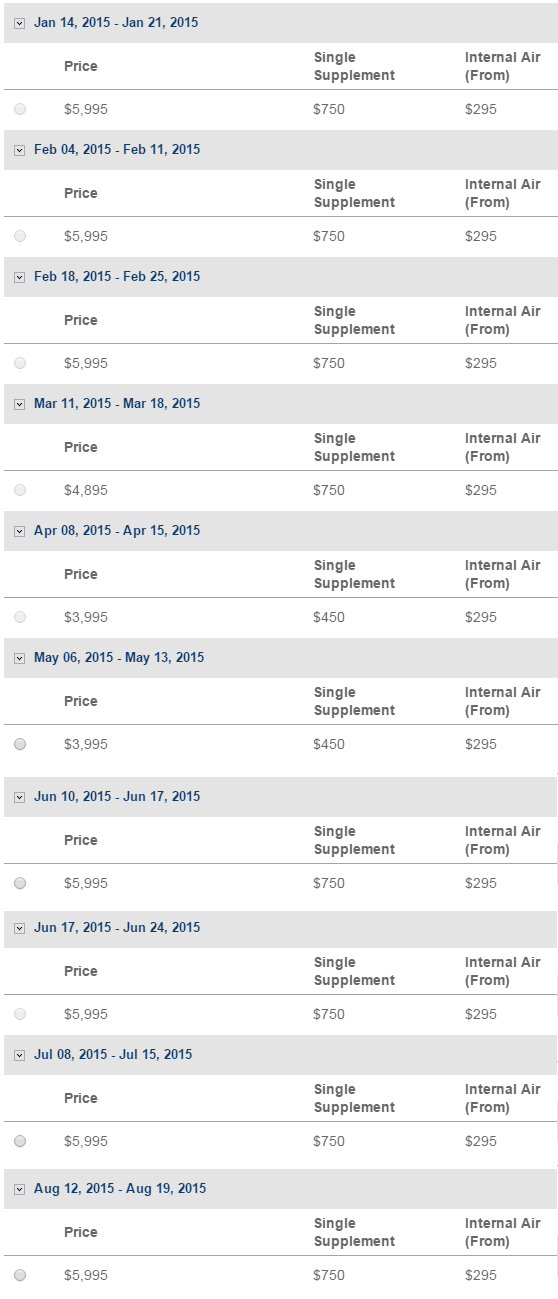 Jan 14, 2015 - Jan 21, 2015
Price Single Supplement Internal Air (From)
$5,995 $750 $295
Feb 04, 2015 - Feb 11, 2015
Price Single Supplement Internal Air (From)
$5,995 $750 $295
Feb 18, 2015 - Feb 25, 2015
Price Single Supplement Internal Air (From)
$5,995 $750 $295
Mar 11, 2015 - Mar 18, 2015
Price Single Supplement Internal Air (From)
$4,895 $750 $295
Apr 08, 2015 - Apr 15, 2015
Price Single Supplement Internal Air (From)
$3,995 $450 $295
May 06, 2015 - May 13, 2015
Price Single Supplement Internal Air (From)
$3,995 $450 $295
Jun 10, 2015 - Jun 17, 2015
Price Single Supplement Internal Air (From)
$5,995 $750 $295
Jun 17, 2015 - Jun 24, 2015
Price Single Supplement Internal Air (From)
$5,995 $750 $295
Jul 08, 2015 - Jul 15, 2015
Price Single Supplement Internal Air (From)
$5,995 $750 $295
Aug 12, 2015 - Aug 19, 2015
Price Single Supplement Internal Air (From)
$5,995 $750 $295